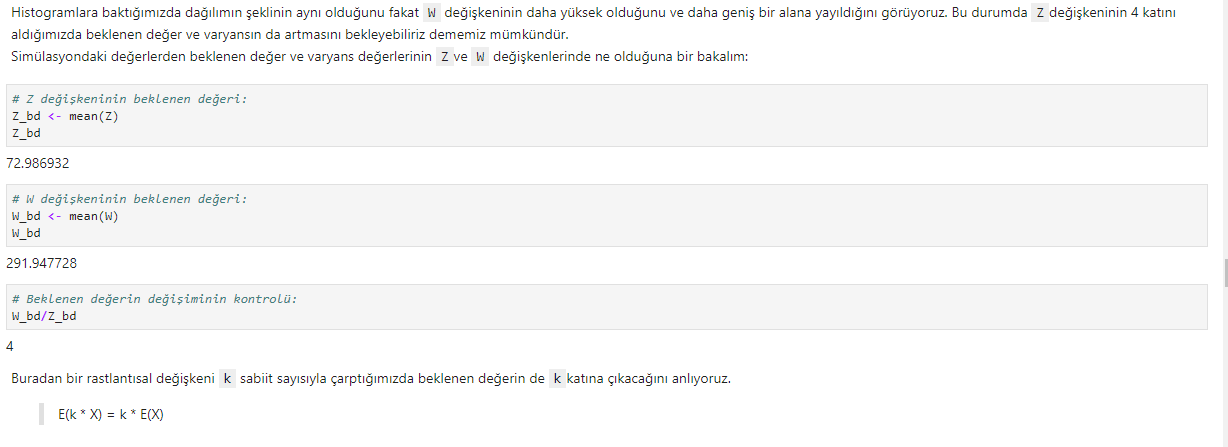 Histogramlara baktığımızda dağılımın şeklinin aynı olduğunu fakat W değişkeninin daha yüksek olduğunu ve daha geniş bir alana yayıldığını görüyoruz. Bu durumda Z değişkeninin 4 katını
aldığımızda beklenen değer ve varyansın da artmasını bekleyebiliriz dememiz mümkündür.
Simülasyondaki değerlerden beklenen değer ve varyans değerlerinin Z ve W değişkenlerinde ne olduğuna bir bakalım:
# Z değişkeninin beklenen değeri:
Z_bd <- mean(Z)
Z_bd
72.986932
# W değişkeninin beklenen değeri:
W_bd <- mean(W)
W_bd
291.947728
# Beklenen değerin değişiminin kontrolü:
W_bd/Z_bd
4
Buradan bir rastlantısal değişkeni k sabiit sayısıyla çarptığımızda beklenen değerin de k katına çıkacağını anlıyoruz.
E(k * X) = k * E(X)